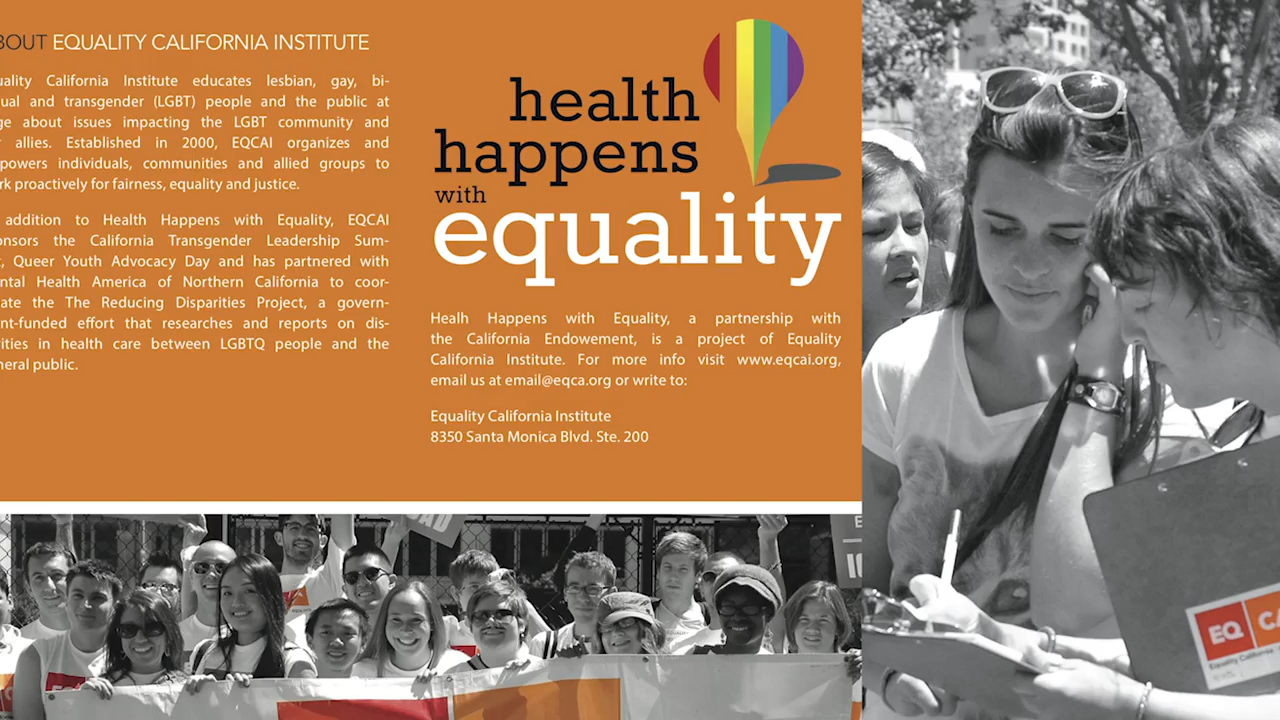 BOUT EQUALITY CALIFORNIA INSTITUTE
uality California Institute educates lesbian, gay, bi-
ual and transgender (LGBT) people and the public at
ge about issues impacting the LGBT community and
r allies. Established in 2000, EQCAI organizes and
powers individuals, communities and allied groups to
rk proactively for fairness, equality and justice.
addition to Health Happens with Equality, EQCAI
onsors the California Transgender Leadership Sum-
t, Queer Youth Advocacy Day and has partnered with
ntal Health America of Northern California to coor-
ate the The Reducing Disparities Project, a govern-
nt-funded effort that researches and reports on dis-
ities in health care between LGBTQ people and the
neral public.
health
happens
with
equality
Healh Happens with Equality, a partnership with
the California Endowement, is a project of Equality
California Institute. For more info visit www.eqcai.org,
email us at email@eqca.org or write to:
Equality California Institute
8350 Santa Monica Blvd. Ste. 200
EQ CA
Equality California